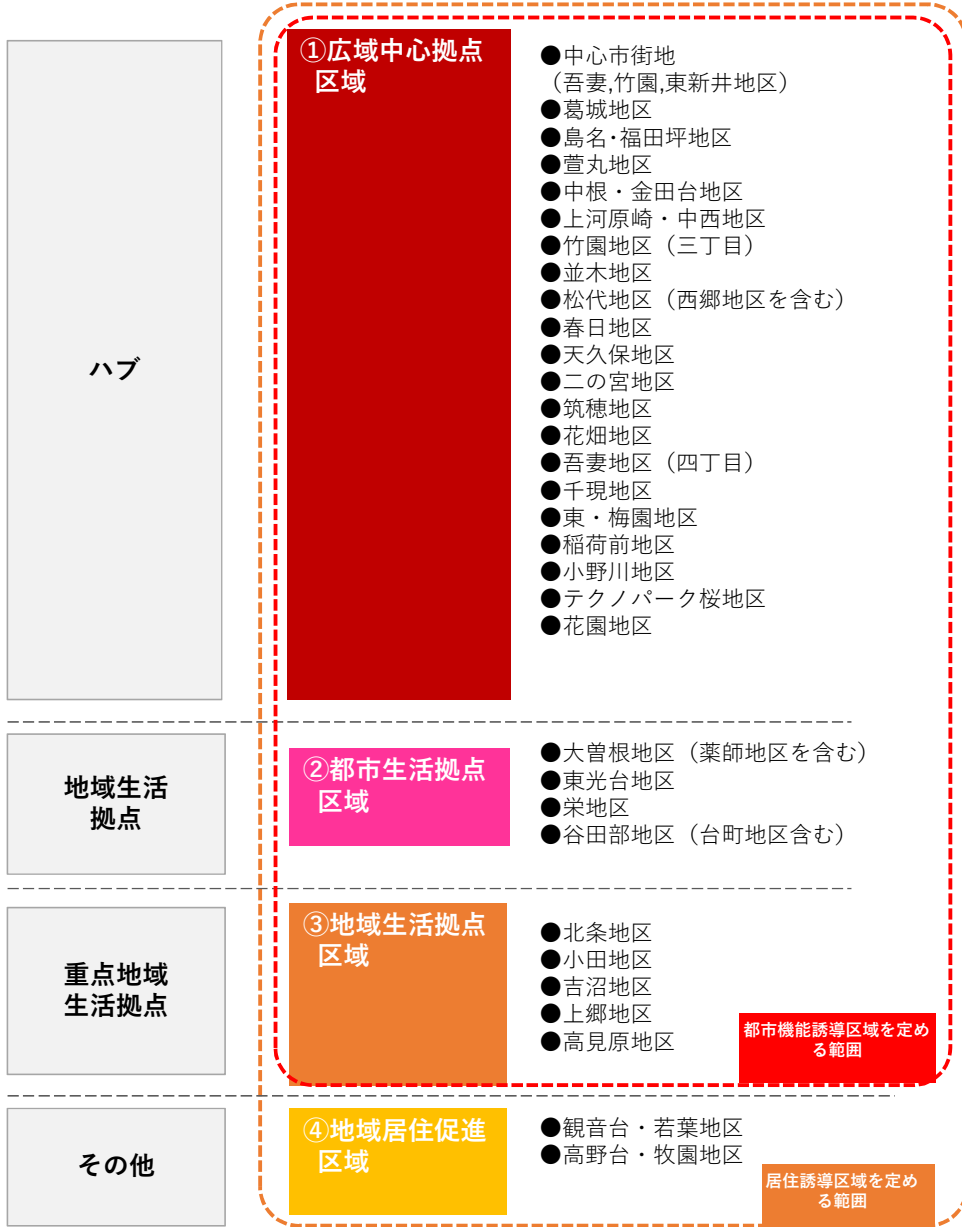 ハブ
①広域中心拠点
区域
●中心市街地
（吾妻,竹園,東新井地区）
●葛城地区
●島名・福田坪地区
●萱丸地区
●中根・金田台地区
●上河原崎・中西地区
●竹園地区（三丁目）
●並木地区
●松代地区（西郷地区を含む）
●春日地区
●天久保地区
●二の宮地区
●筑穂地区
●花畑地区
●吾妻地区（四丁目）
●千現地区
●東・梅園地区
●稲荷前地区
●小野川地区
●テクノパーク桜地区
●花園地区
地域生活
拠点
②都市生活拠点
区域
●大曽根地区（薬師地区を含む）
●東光台地区
●栄地区
●谷田部地区（台町地区含む）
重点地域
生活拠点
③地域生活拠点
区域
●北条地区
●小田地区
●吉沼地区
●上郷地区
●高見原地区
都市機能誘導区域を定め
る範囲
その他
④地域居住促進
区域
●観音台・若葉地区
●高野台・牧園地区
居住誘導区域を定め
る範囲